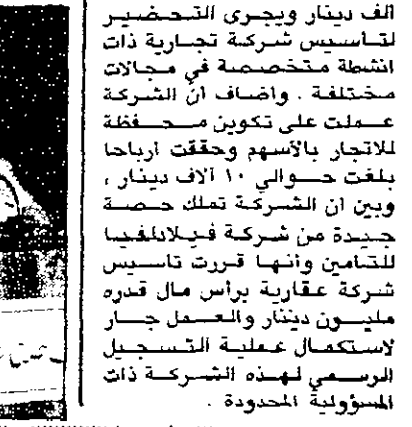 الف دينار ويجرى التحضير
لتأسيس شركة تجارية ذات
انشطة متخصصة في مجالات
مختلفة . واضاف ان الشركة
عملت على تكوين محفظة
للاتجار بالأسهم وحققت ارباحا
بلغت حوالي ١٠ آلاف دينار ،
وبين ان الشركة تملك حصة
جيدة من شركة فيلادلفيا
للتأمين وانها قررت تاسيس
شركة عقارية برأس مال قدره
مليون دينار والعمل جار
لاستكمال عملية التسجيل
الرسمي لهذه الشركة ذات
المسؤولية المحدودة .